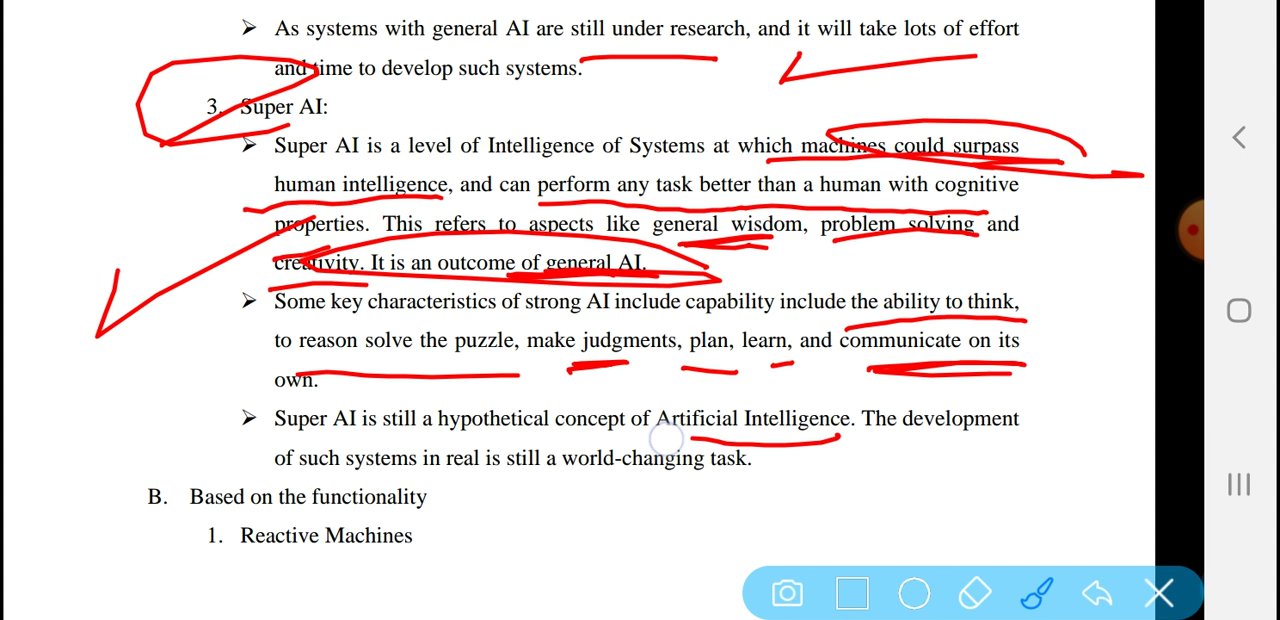 ➢ As systems with general AI are still under research, and it will take lots of effort
and time to develop such systems.
3. Super AI:
➢ Super AI is a level of Intelligence of Systems at which machines could surpass
human intelligence, and can perform any task better than a human with cognitive
properties. This refers to aspects like general wisdom, problem solving and
creativity. It is an outcome of general AI.
➢ Some key characteristics of strong AI include capability include the ability to think,
to reason solve the puzzle, make judgments, plan, learn, and communicate on its
own.
➢ Super AI is still a hypothetical concept of Artificial Intelligence. The development
of such systems in real is still a world-changing task.
B. Based on the functionality
1. Reactive Machines